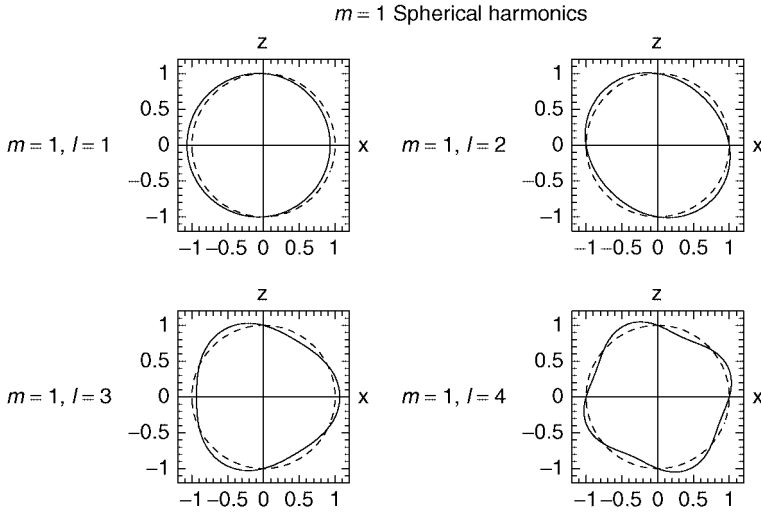 m = 1 Spherical harmonics
z
1
0.5
m = 1, l = 1
0
x
−0.5
−1
−1 −0.5 0 0.5 1
z
1
0.5
m = 1, l = 2
0
x
−0.5
−1
−1 −0.5 0 0.5 1
z
1
0.5
m = 1, l = 3
0
x
−0.5
−1
−1 −0.5 0 0.5 1
z
1
0.5
m = 1, l = 4
0
x
−0.5
−1
−1 −0.5 0 0.5 1